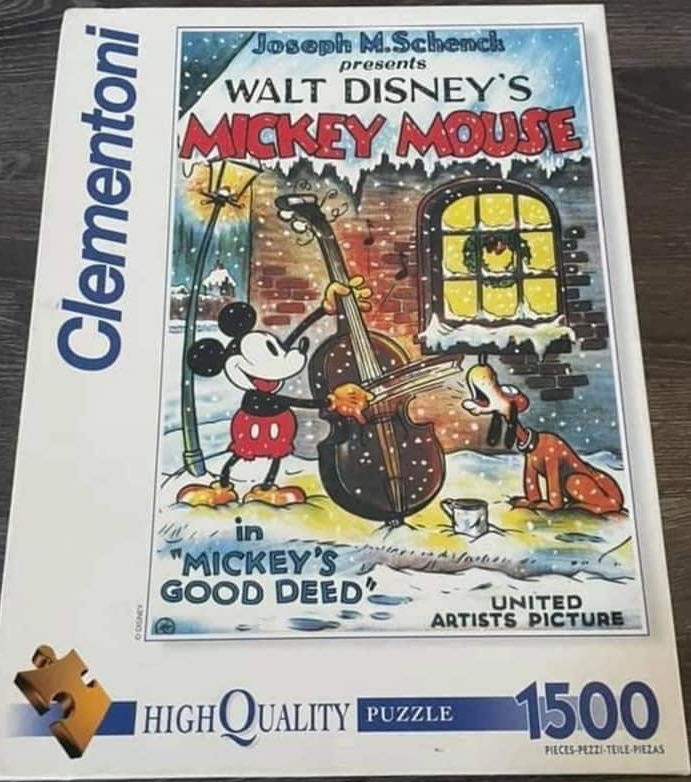 Clementoni
Joseph M. Schenck
presents
WALT DISNEY'S
MICKEY MOUSE
in
"MICKEY'S
GOOD DEED"
UNITED
ARTISTS PICTURE
© DISNEY
HIGH QUALITY PUZZLE
1500
PIECES-PEZZI-TEILE-PIEZAS